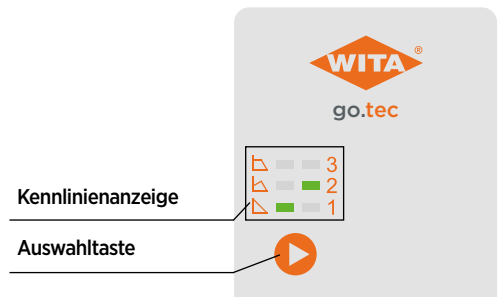 WITA®
go.tec
3
2
1
Kennlinienanzeige
Auswahltaste